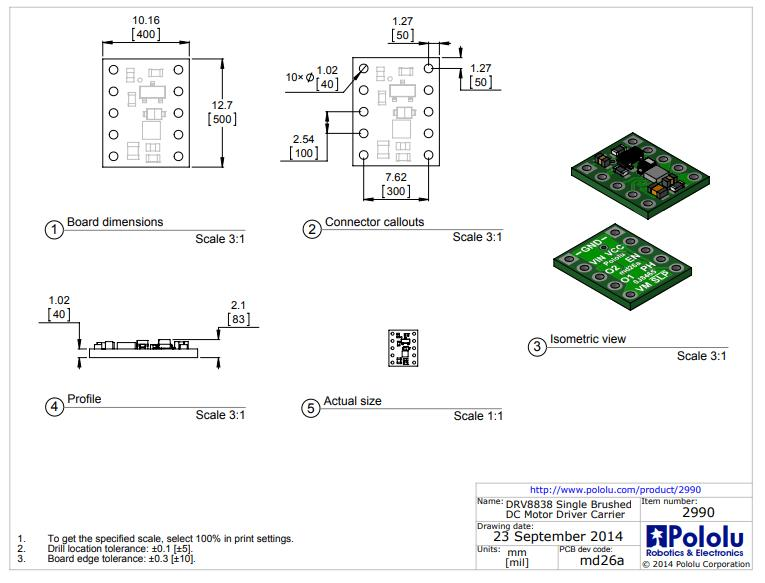 10.16
[400]
12.7
[500]
1 Board dimensions
Scale 3:1
1.27
[50]
10×Ø 1.02
[40]
1.27
[50]
2.54
[100]
7.62
[300]
2 Connector callouts
Scale 3:1
-GND-
VIN VCC
Pololu
O2 EN
md26a
O1 PH
0J8465
VM SLP
3 Isometric view
Scale 3:1
1.02
[40]
2.1
[83]
4 Profile
Scale 3:1
5 Actual size
Scale 1:1
1. To get the specified scale, select 100% in print settings.
2. Drill location tolerance: ±0.1 [±5].
3. Board edge tolerance: ±0.3 [±10].
http://www.pololu.com/product/2990
Name: DRV8838 Single Brushed
DC Motor Driver Carrier
Item number:
2990
Drawing date:
23 September 2014
Units: mm
[mil]
PCB dev code:
md26a
Pololu
Robotics & Electronics
© 2014 Pololu Corporation